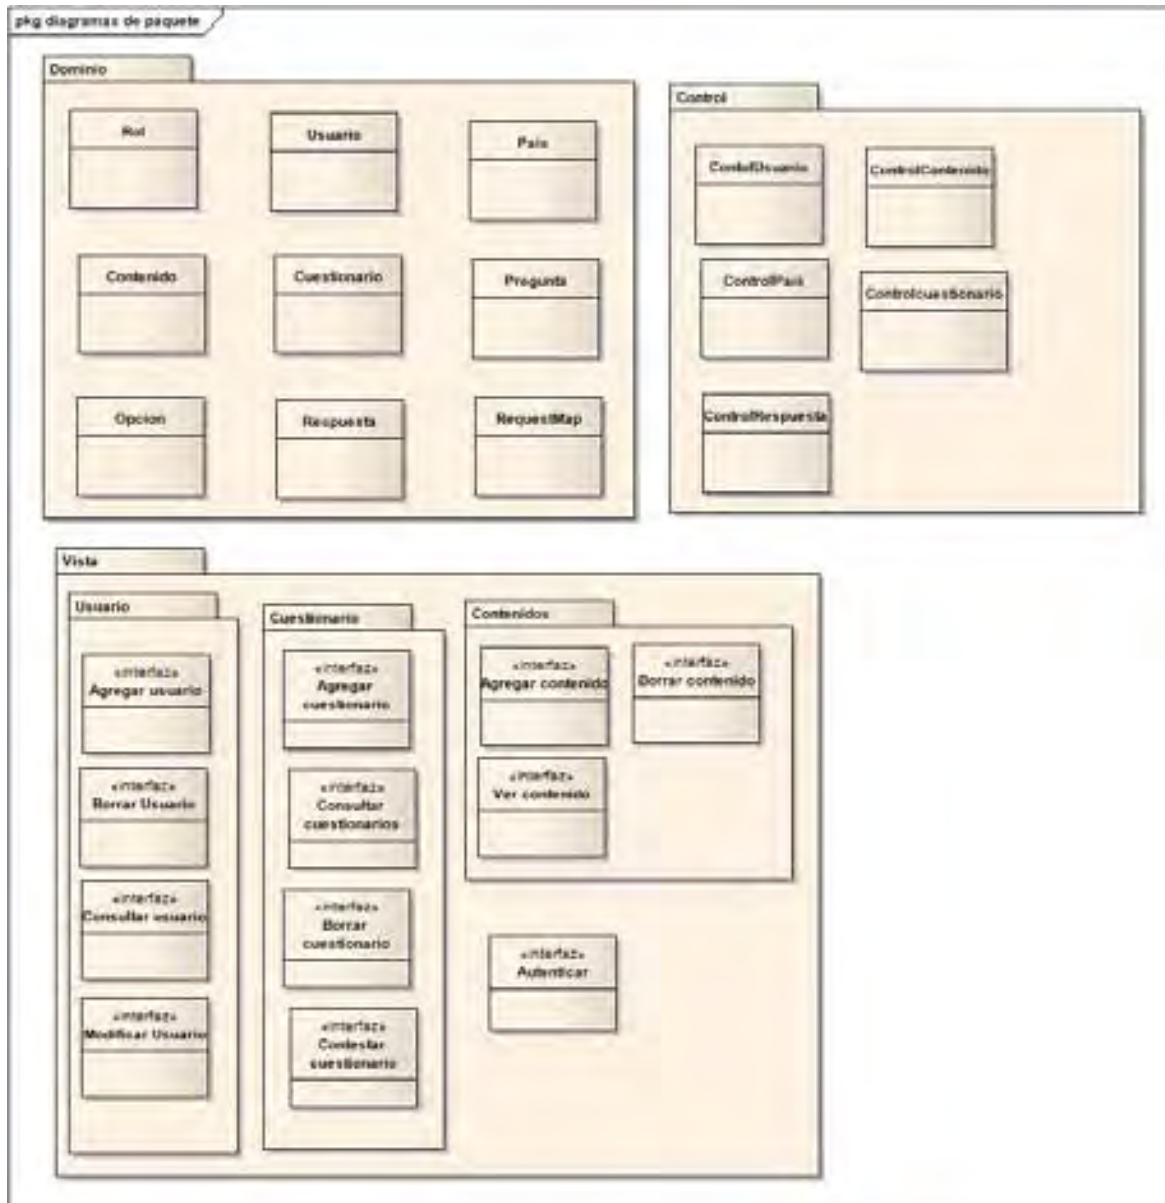 pkg diagramas de paquete
Dominio
Rol
Usuario
Pais
Contenido
Cuestionario
Pregunta
Opcion
Respuesta
RequestMap
Control
ContolUsuario
ControlContenido
ControlPais
Controlcuestionario
ControlRespuesta
Vista
Usuario
«interfaz»
Agregar usuario
«interfaz»
Borrar Usuario
«interfaz»
Consultar usuario
«interfaz»
Modificar Usuario
Cuestionario
«interfaz»
Agregar
cuestionario
«interfaz»
Consultar
cuestionarios
«interfaz»
Borrar
cuestionario
«interfaz»
Contestar
cuestionario
Contenidos
«interfaz»
Agregar contenido
«interfaz»
Borrar contenido
«interfaz»
Ver contenido
«interfaz»
Autenticar